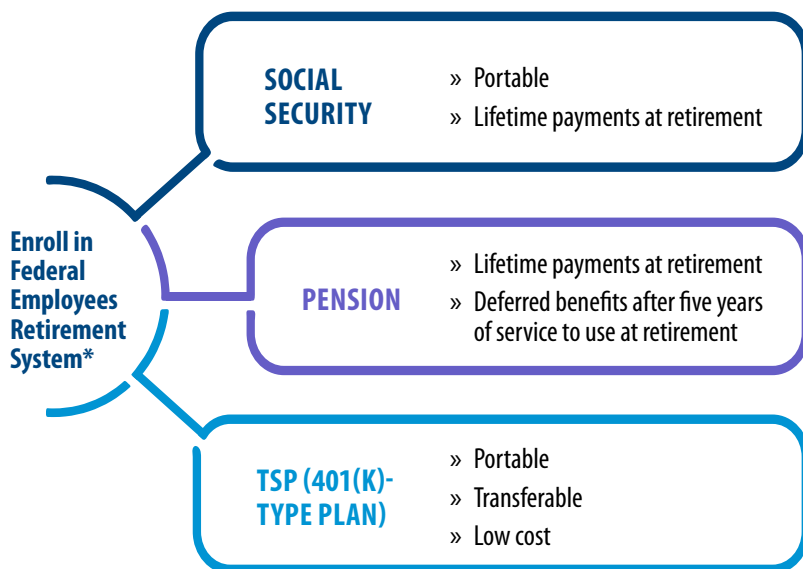 Enroll in
Federal
Employees
Retirement
System*
SOCIAL
SECURITY
» Portable
» Lifetime payments at retirement
PENSION
» Lifetime payments at retirement
» Deferred benefits after five years
of service to use at retirement
TSP (401(K)-
TYPE PLAN)
» Portable
» Transferable
» Low cost